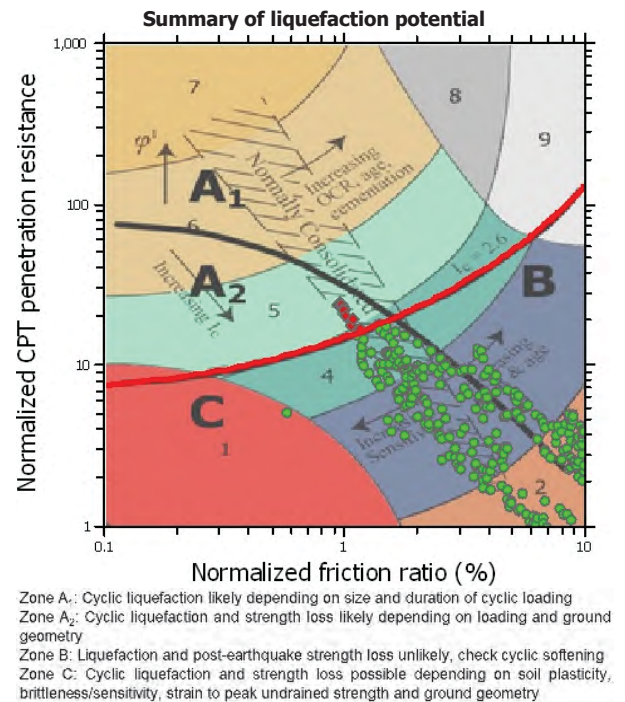 Summary of liquefaction potential
Normalized CPT penetration resistance
1,000
100
10
1
7
8
9
φ'
A1
Normally Consolidated
Increasing
OCR, age,
cementation
6
A2
Increasing Ic
5
Ic = 2.6
B
4
C
1
Increas
Sensitiv
asing
& age
2
0.1
1
10
Normalized friction ratio (%)
Zone A1: Cyclic liquefaction likely depending on size and duration of cyclic loading
Zone A2: Cyclic liquefaction and strength loss likely depending on loading and ground
geometry
Zone B: Liquefaction and post-earthquake strength loss unlikely, check cyclic softening
Zone C: Cyclic liquefaction and strength loss possible depending on soil plasticity,
brittleness/sensitivity, strain to peak undrained strength and ground geometry